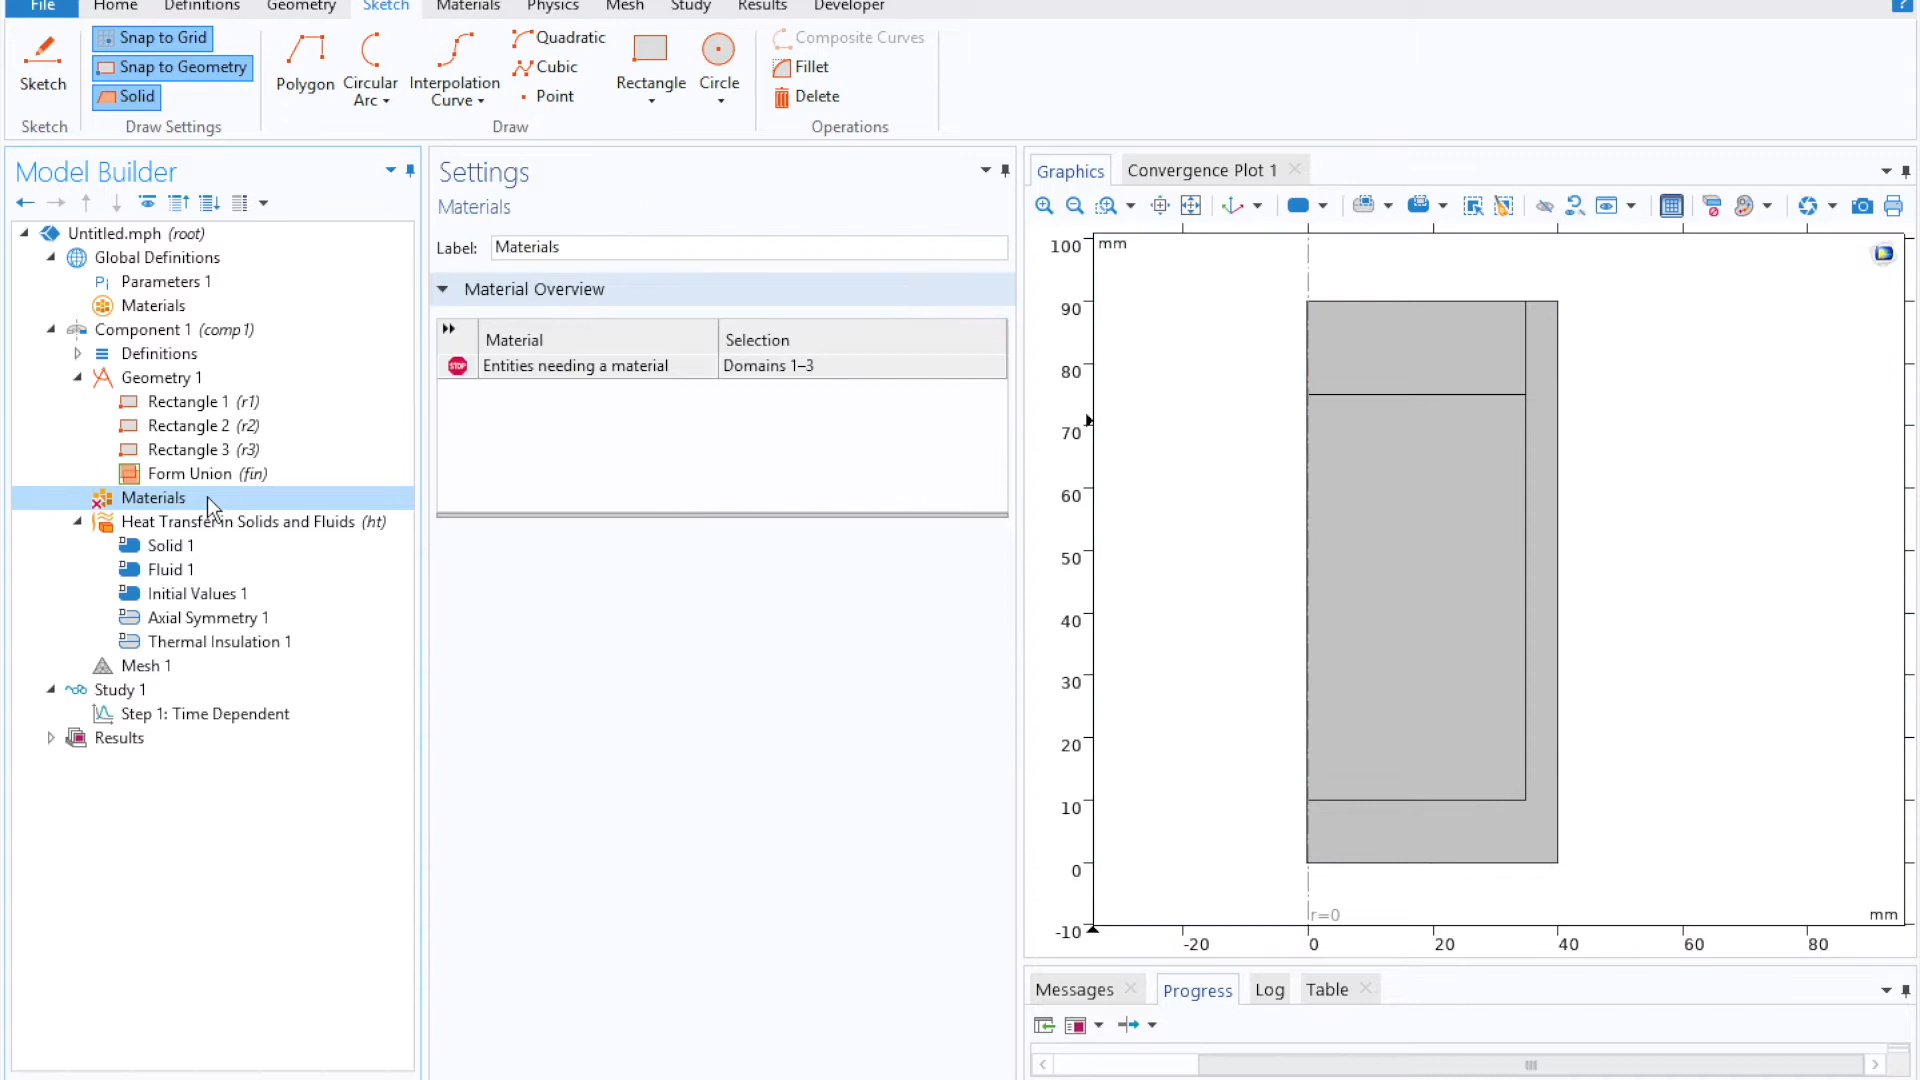 File Home Definitions Geometry Sketch Materials Physics Mesh Study Results Developer ?
Sketch
Sketch
Snap to Grid
Snap to Geometry
Solid
Draw Settings
Polygon
Circular
Arc
Interpolation
Curve
Quadratic
Cubic
Point
Rectangle
Circle
Draw
Composite Curves
Fillet
Delete
Operations
Model Builder
Untitled.mph (root)
Global Definitions
Pi Parameters 1
Materials
Component 1 (comp1)
Definitions
Geometry 1
Rectangle 1 (r1)
Rectangle 2 (r2)
Rectangle 3 (r3)
Form Union (fin)
Materials
Heat Transfer in Solids and Fluids (ht)
Solid 1
Fluid 1
Initial Values 1
Axial Symmetry 1
Thermal Insulation 1
Mesh 1
Study 1
Step 1: Time Dependent
Results
Settings
Materials
Label: Materials
Material Overview
Material Selection
STOP Entities needing a material Domains 1–3
Graphics Convergence Plot 1
mm
100
90
80
70
60
50
40
30
20
10
0
-10
r=0
mm
-20 0 20 40 60 80
Messages Progress Log Table